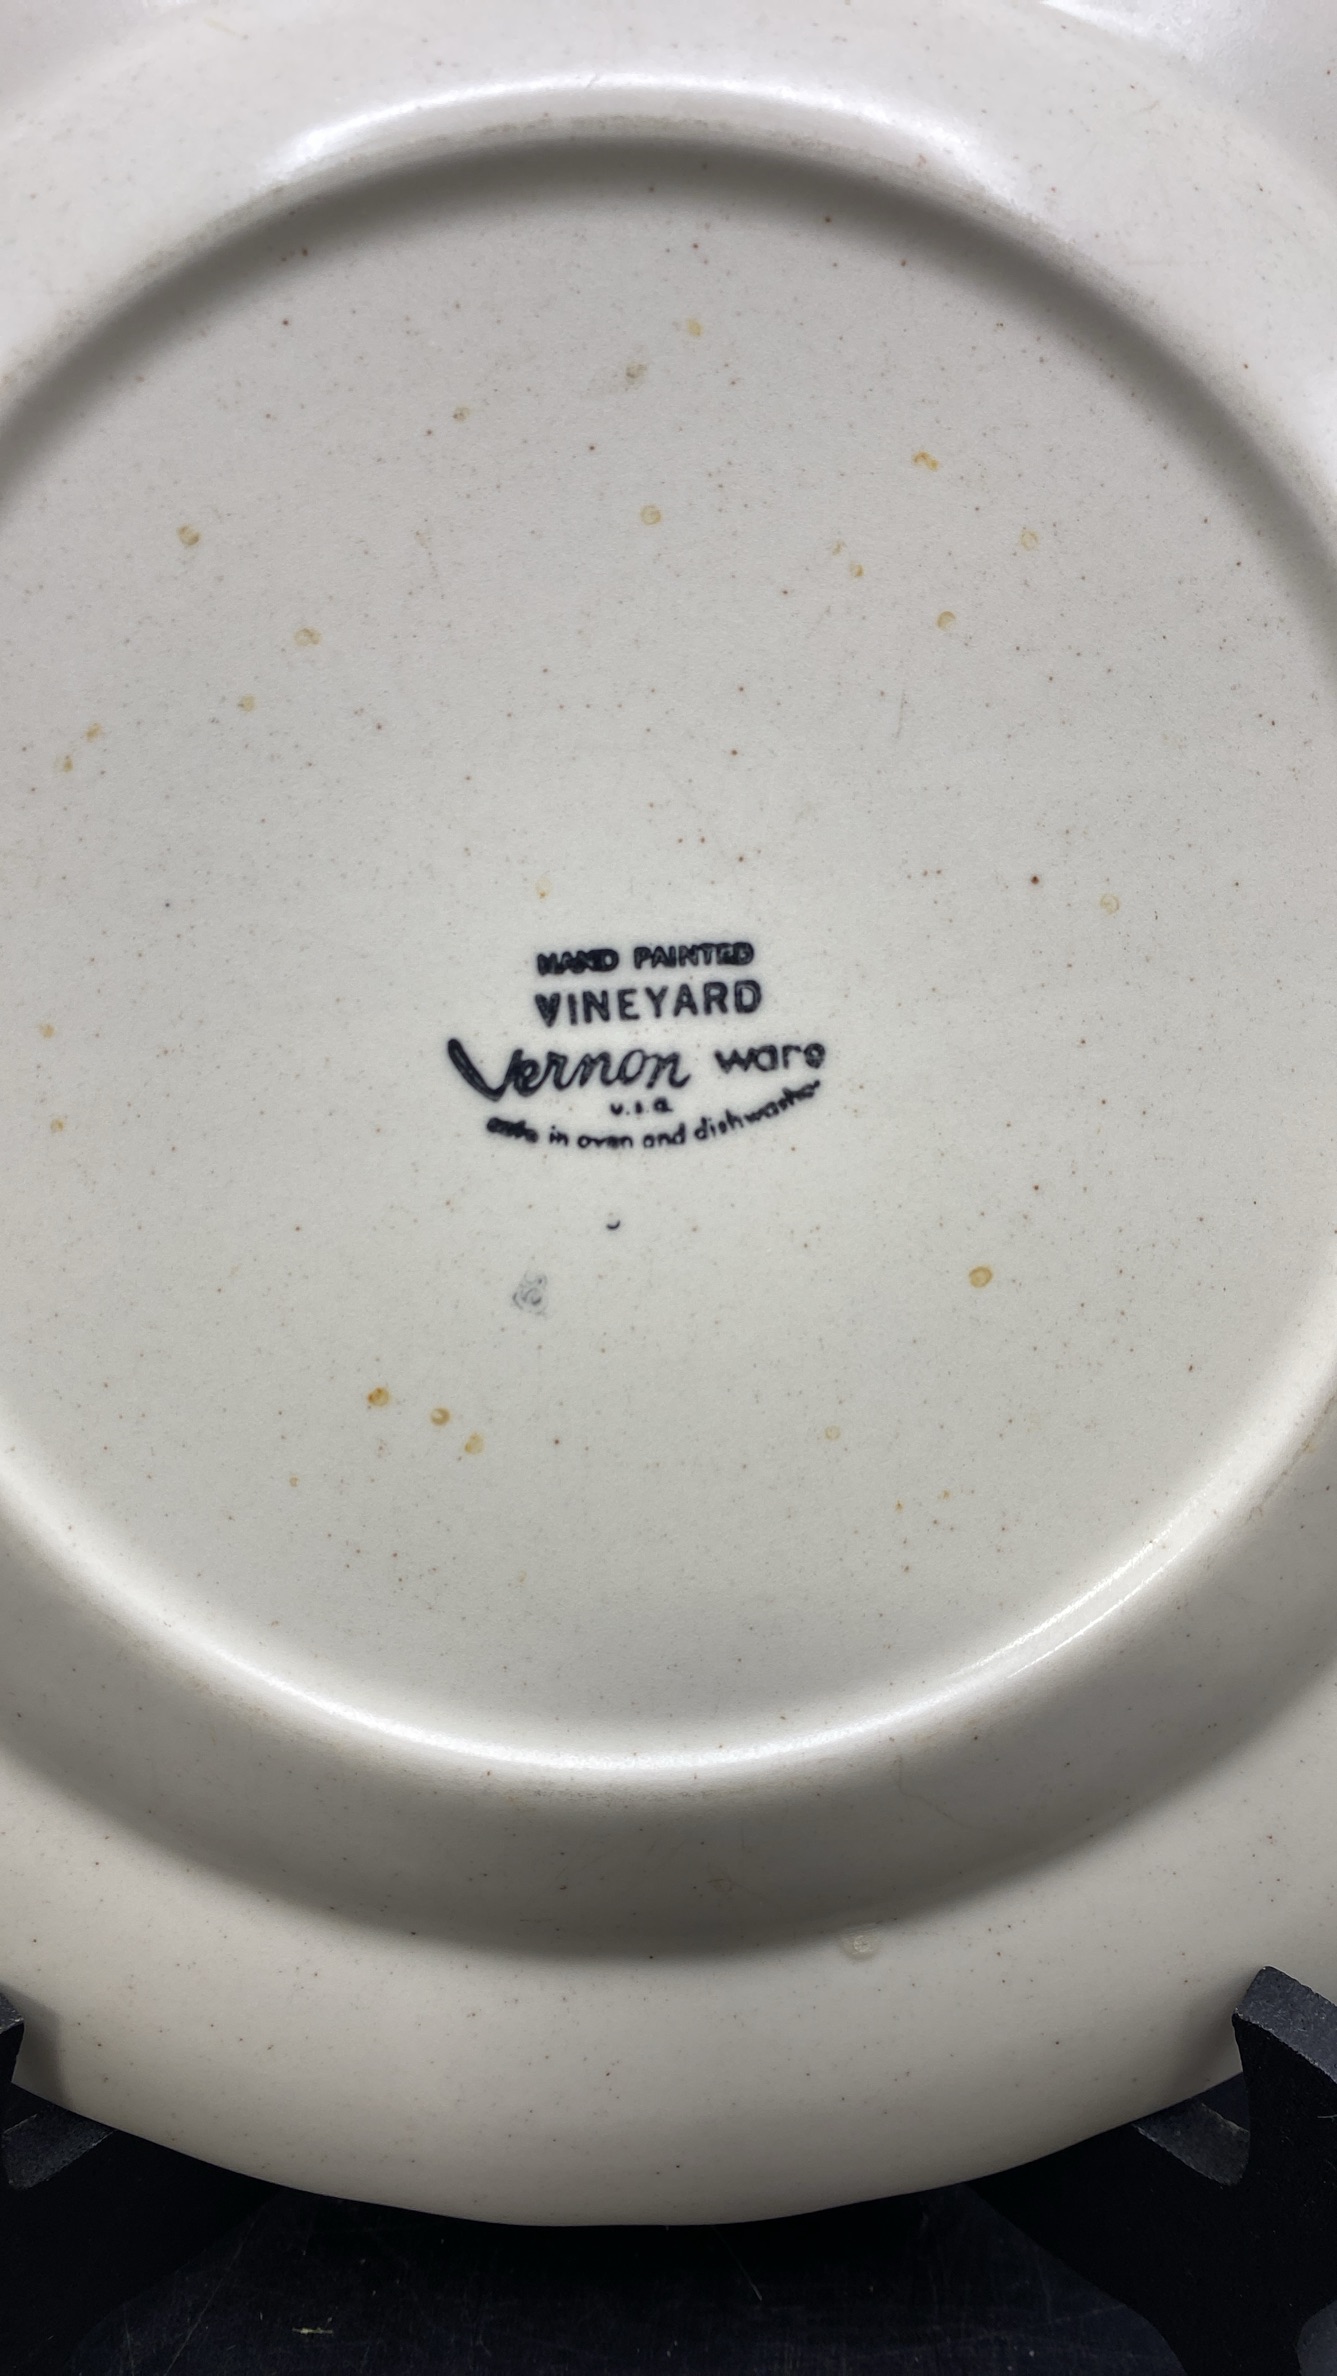 HAND PAINTED
VINEYARD
Vernon ware
U.S.A
safe in oven and dishwasher